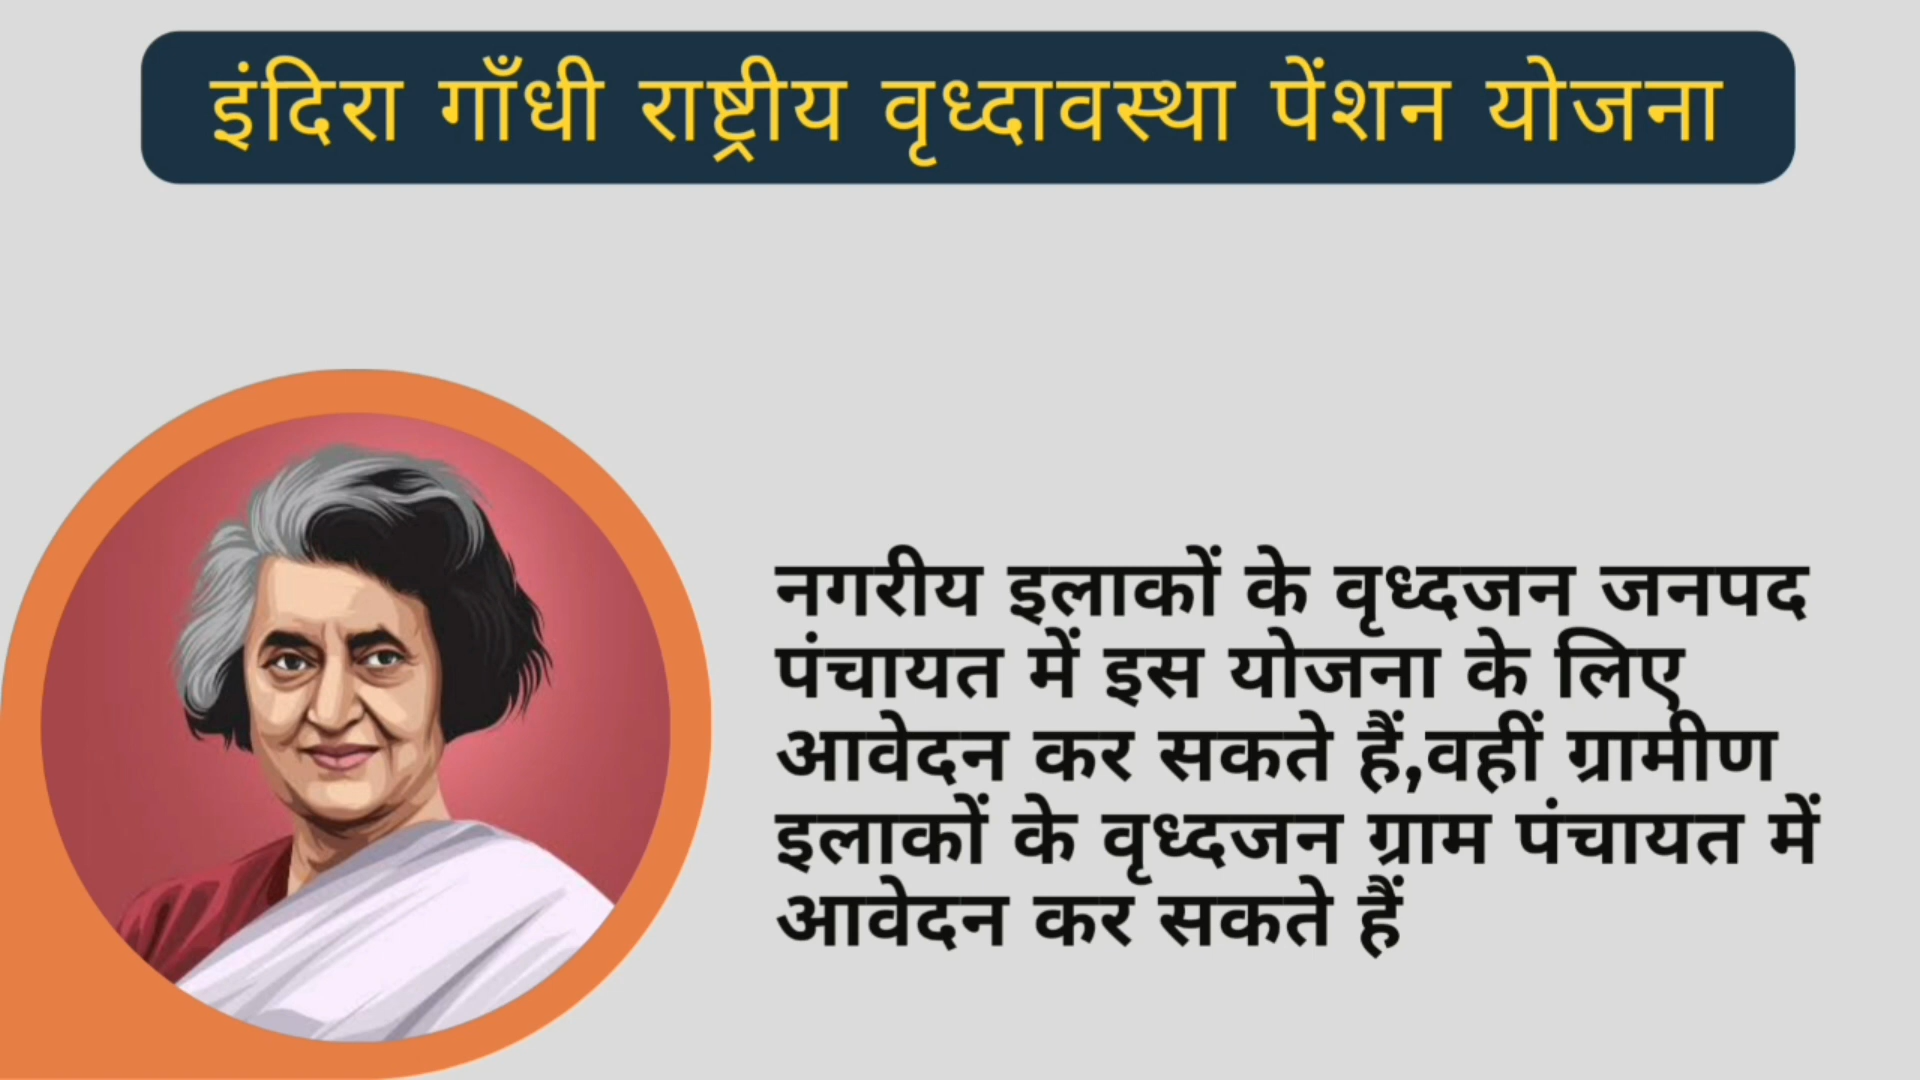 इंदिरा गाँधी राष्ट्रीय वृध्दावस्था पेंशन योजना
नगरीय इलाकों के वृध्दजन जनपद
पंचायत में इस योजना के लिए
आवेदन कर सकते हैं,वहीं ग्रामीण
इलाकों के वृध्दजन ग्राम पंचायत में
आवेदन कर सकते हैं